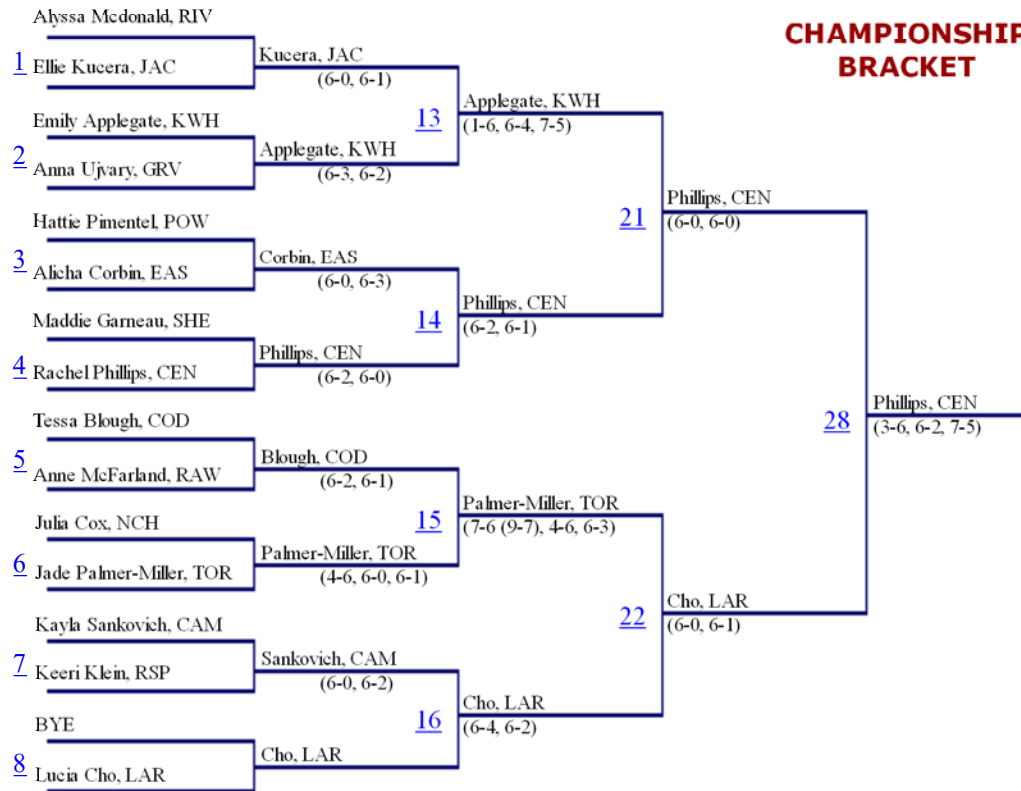 Alyssa Mcdonald, RIV
CHAMPIONSHIP
BRACKET
1
Ellie Kucera, JAC
Kucera, JAC
(6-0, 6-1)
13
Applegate, KWH
(1-6, 6-4, 7-5)
Emily Applegate, KWH
2
Anna Ujvary, GRV
Applegate, KWH
(6-3, 6-2)
21
Phillips, CEN
(6-0, 6-0)
Hattie Pimentel, POW
3
Alicha Corbin, EAS
Corbin, EAS
(6-0, 6-3)
14
Phillips, CEN
(6-2, 6-1)
Maddie Garneau, SHE
4
Rachel Phillips, CEN
Phillips, CEN
(6-2, 6-0)
28
Phillips, CEN
(3-6, 6-2, 7-5)
Tessa Blough, COD
5
Anne McFarland, RAW
Blough, COD
(6-2, 6-1)
15
Palmer-Miller, TOR
(7-6 (9-7), 4-6, 6-3)
Julia Cox, NCH
6
Jade Palmer-Miller, TOR
Palmer-Miller, TOR
(4-6, 6-0, 6-1)
22
Cho, LAR
(6-0, 6-1)
Kayla Sankovich, CAM
7
Keeri Klein, RSP
Sankovich, CAM
(6-0, 6-2)
16
Cho, LAR
(6-4, 6-2)
BYE
8
Lucia Cho, LAR
Cho, LAR